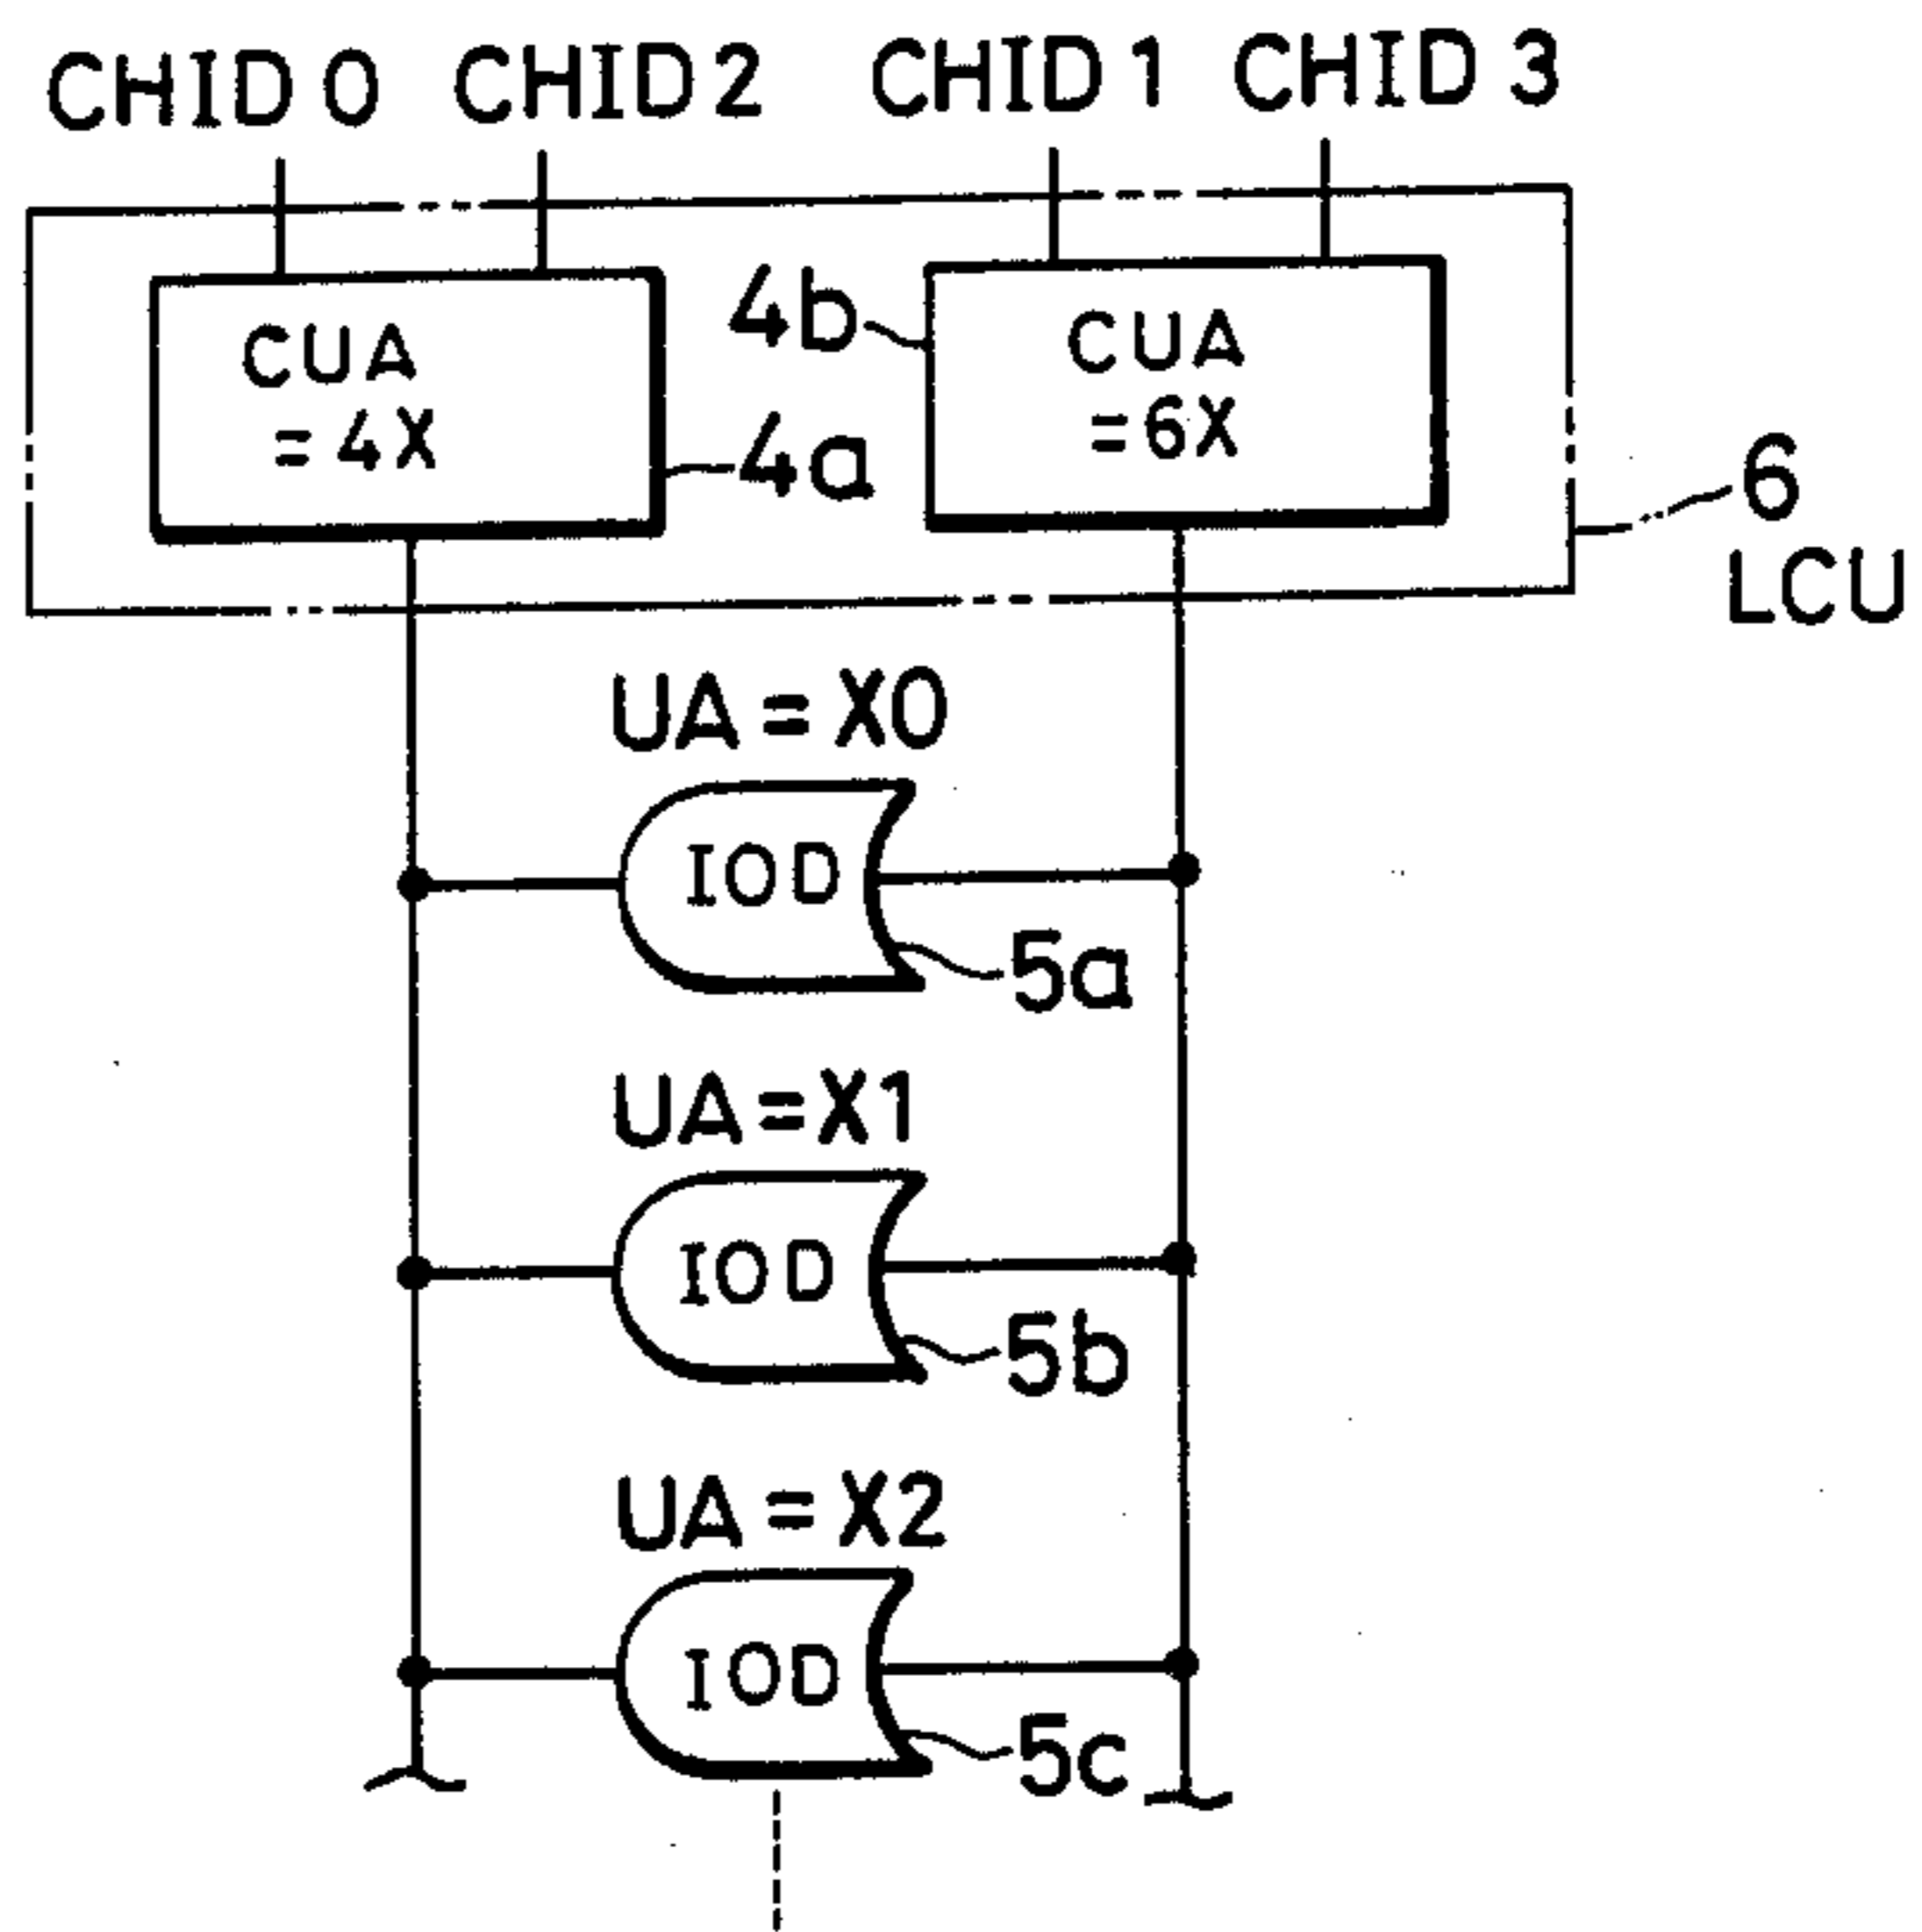 CHID 0 CHID 2 CHID 1 CHID 3
CUA
= 4X
4a
4b
CUA
= 6X
6
LCU
UA = X0
IOD
5a
UA = X1
IOD
5b
UA = X2
IOD
5c